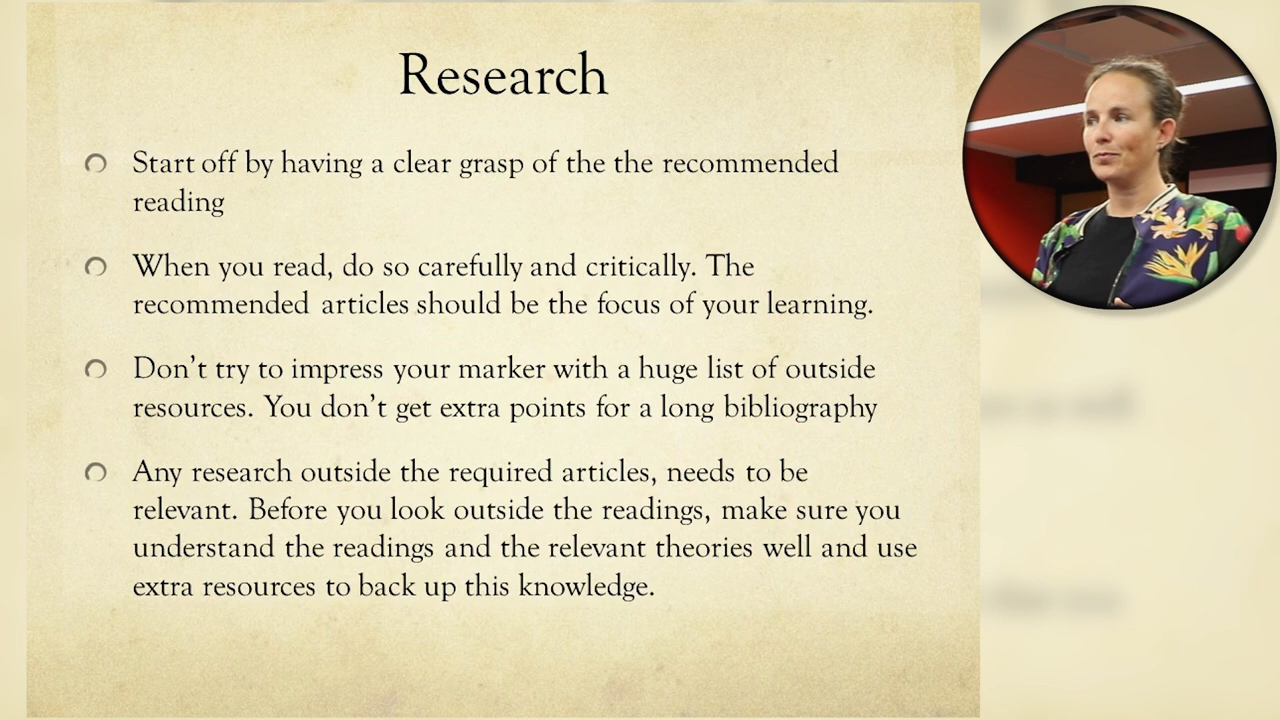 Research
Start off by having a clear grasp of the the recommended
reading
When you read, do so carefully and critically. The
recommended articles should be the focus of your learning.
Don't try to impress your marker with a huge list of outside
resources. You don't get extra points for a long bibliography
Any research outside the required articles, needs to be
relevant. Before you look outside the readings, make sure you
understand the readings and the relevant theories well and use
extra resources to back up this knowledge.